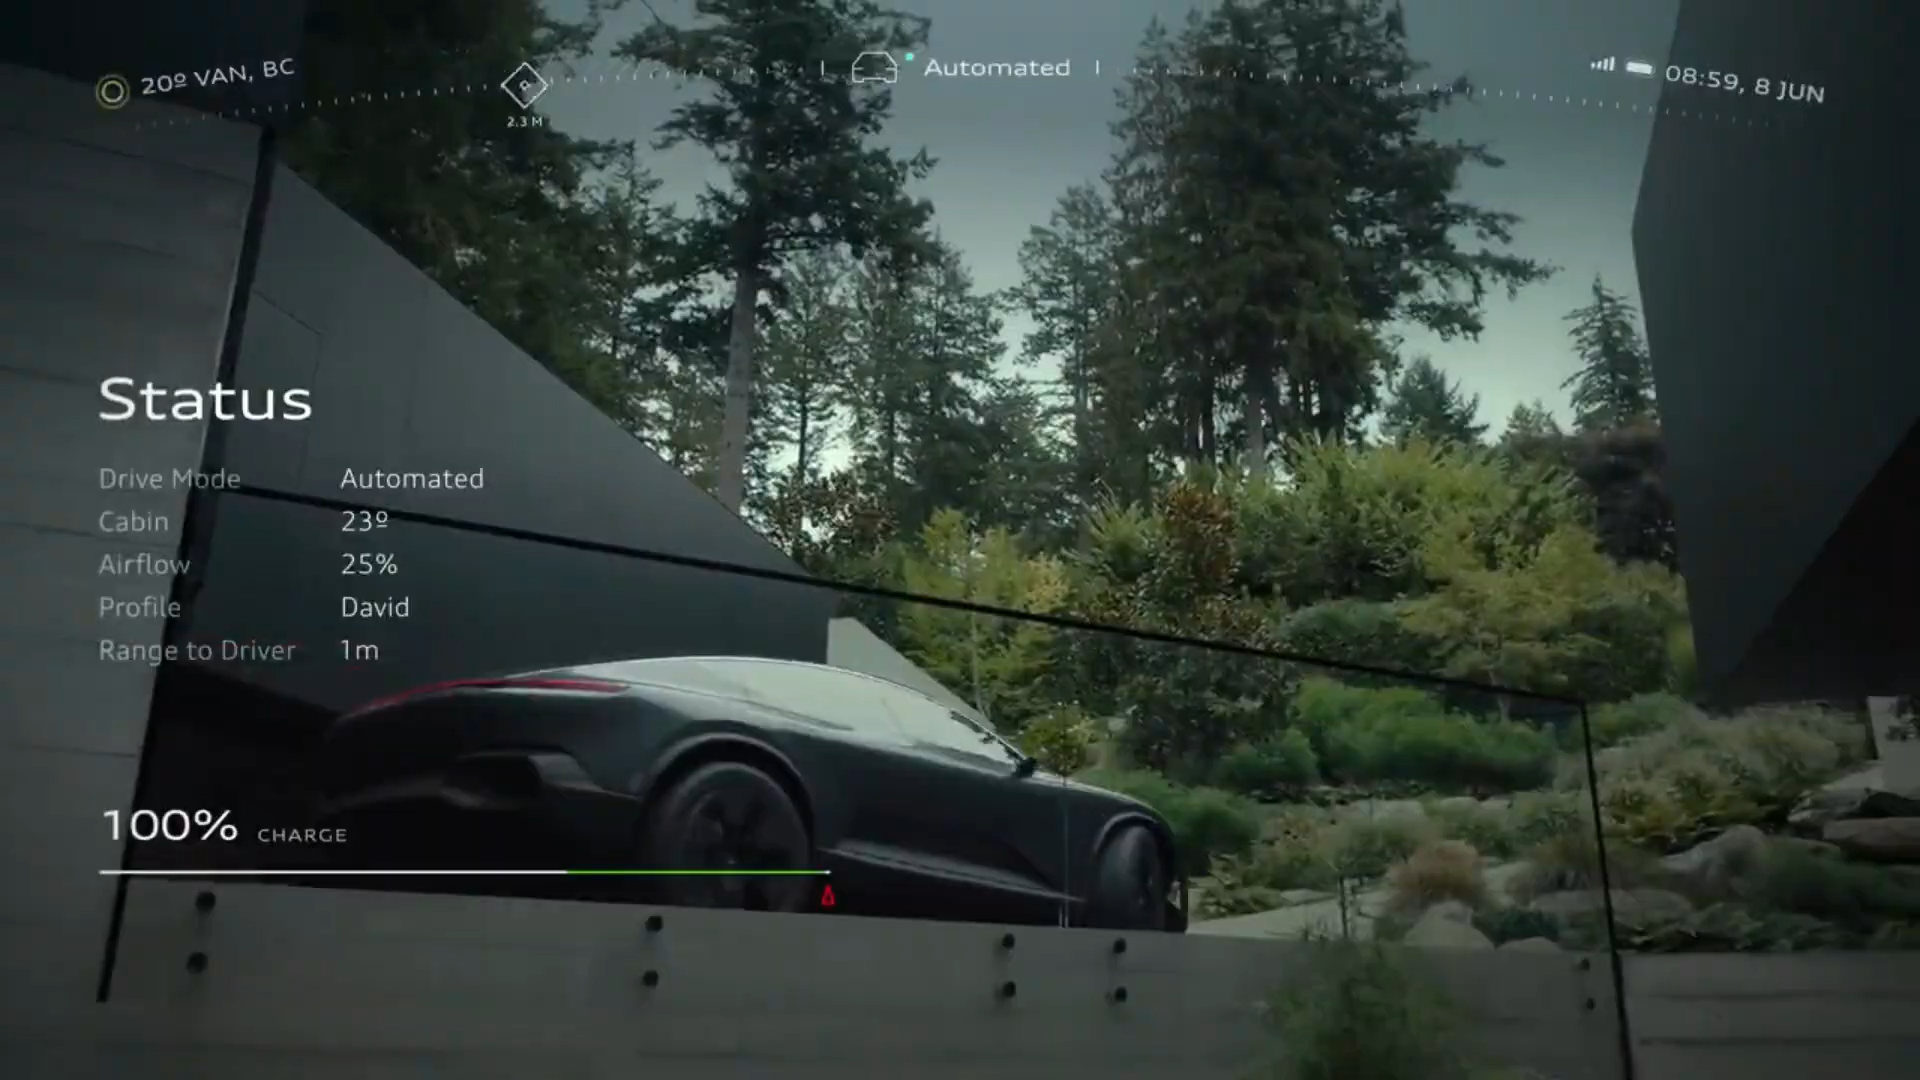 20º VAN, BC
P
2.3 M
Automated
08:59, 8 JUN
Status
Drive Mode Automated
Cabin 23º
Airflow 25%
Profile David
Range to Driver 1m
100% CHARGE